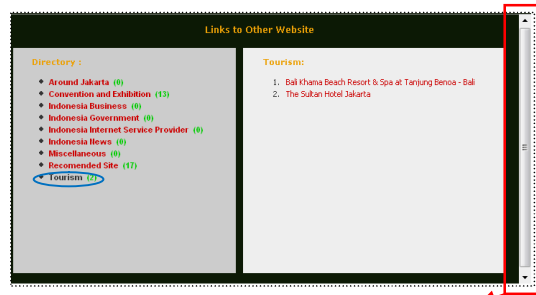 Links to Other Website
Directory :
Around Jakarta (0)
Convention and Exhibition (13)
Indonesia Business (0)
Indonesia Government (0)
Indonesia Internet Service Provider (0)
Indonesia News (0)
Miscellaneous (0)
Recomended Site (17)
Tourism (2)
Tourism:
1. Bali Khama Beach Resort & Spa at Tanjung Benoa - Bali
2. The Sultan Hotel Jakarta